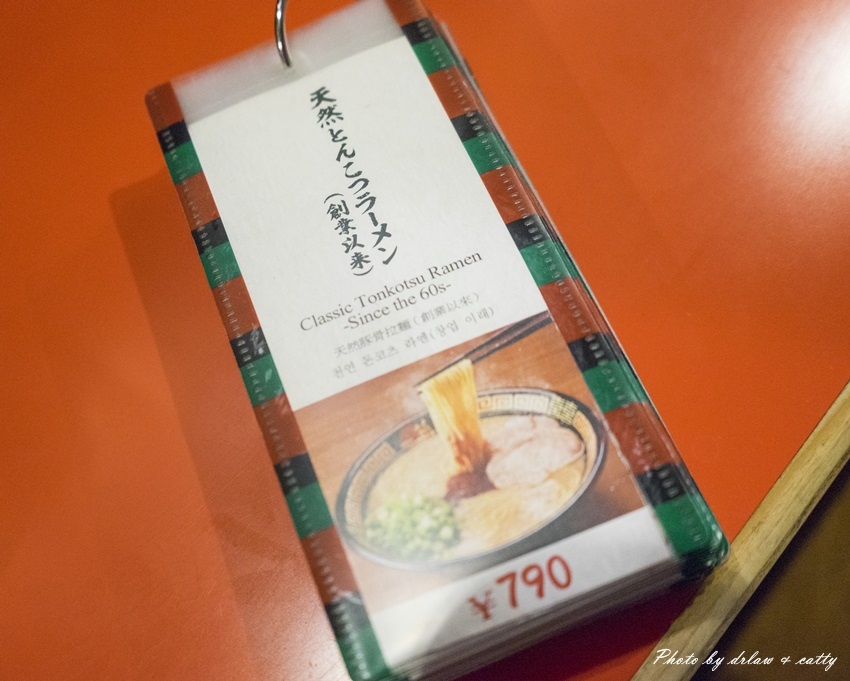 天然とんこつラーメン
(創業以来)
Classic Tonkotsu Ramen
-Since the 60s-
天然豚骨拉麵(創業以來)
천연 돈코츠 라멘(창업 이래)
¥790
Photo by drlaw & catty